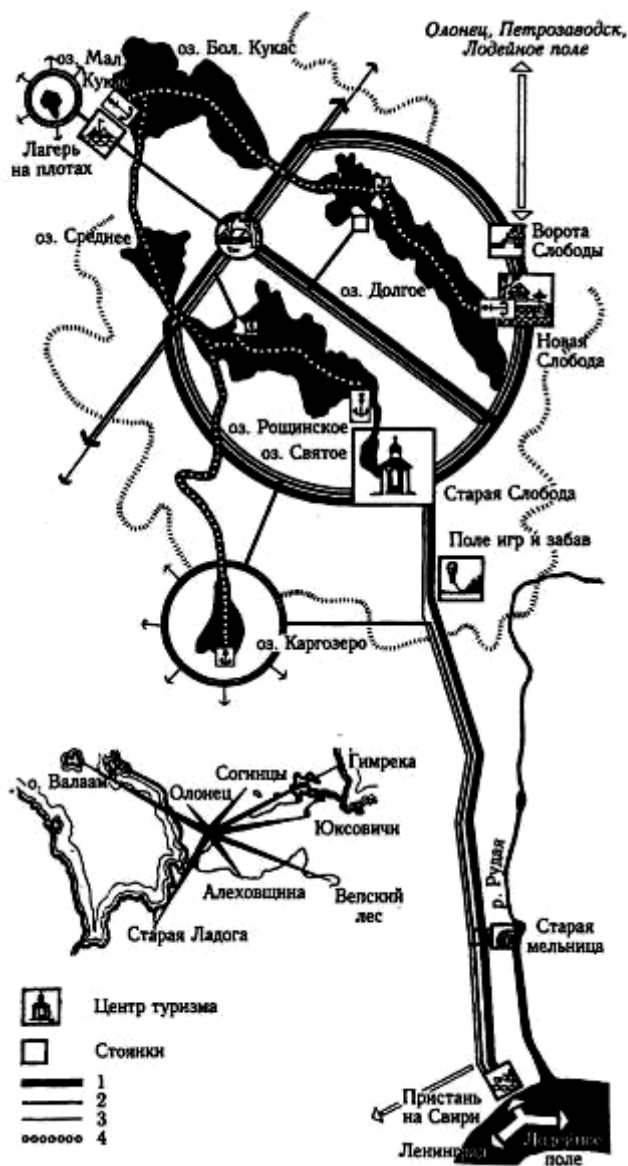 оз. Мал.
Кукас
оз. Бол. Кукас
Олонец, Петрозаводск,
Лодейное поле
Лагерь
на плотах
оз. Среднее
Ворота
Слободы
оз. Долгое
Новая
Слобода
оз. Рощинское
оз. Святое
Старая Слобода
Поле игр и забав
оз. Каргозеро
о. Валаам
Согинцы
Гимрека
Олонец
Юксовичи
Алеховщина
Вепский
лес
Старая Ладога
р. Рудая
Старая
мельница
Центр туризма
Стоянки
1
2
3
4
Пристань
на Свири
Ленинград
Лодейное
поле